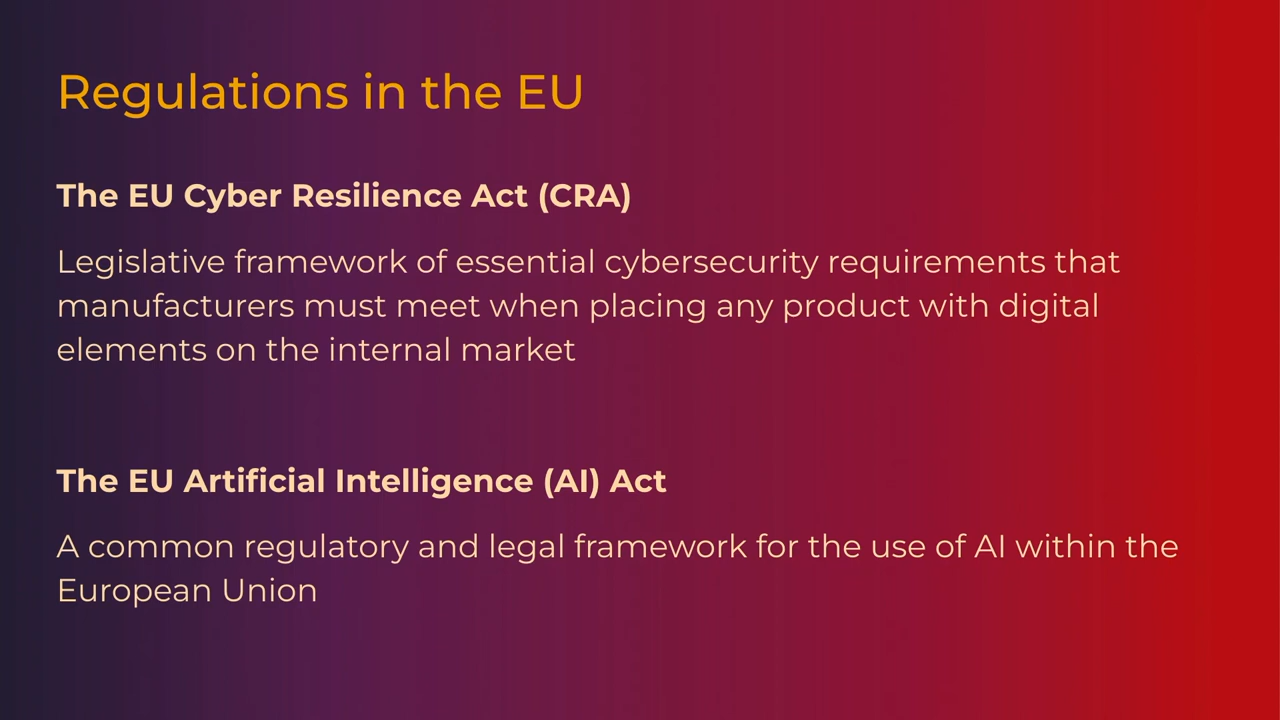 Regulations in the EU
The EU Cyber Resilience Act (CRA)
Legislative framework of essential cybersecurity requirements that
manufacturers must meet when placing any product with digital
elements on the internal market
The EU Artificial Intelligence (AI) Act
A common regulatory and legal framework for the use of AI within the
European Union